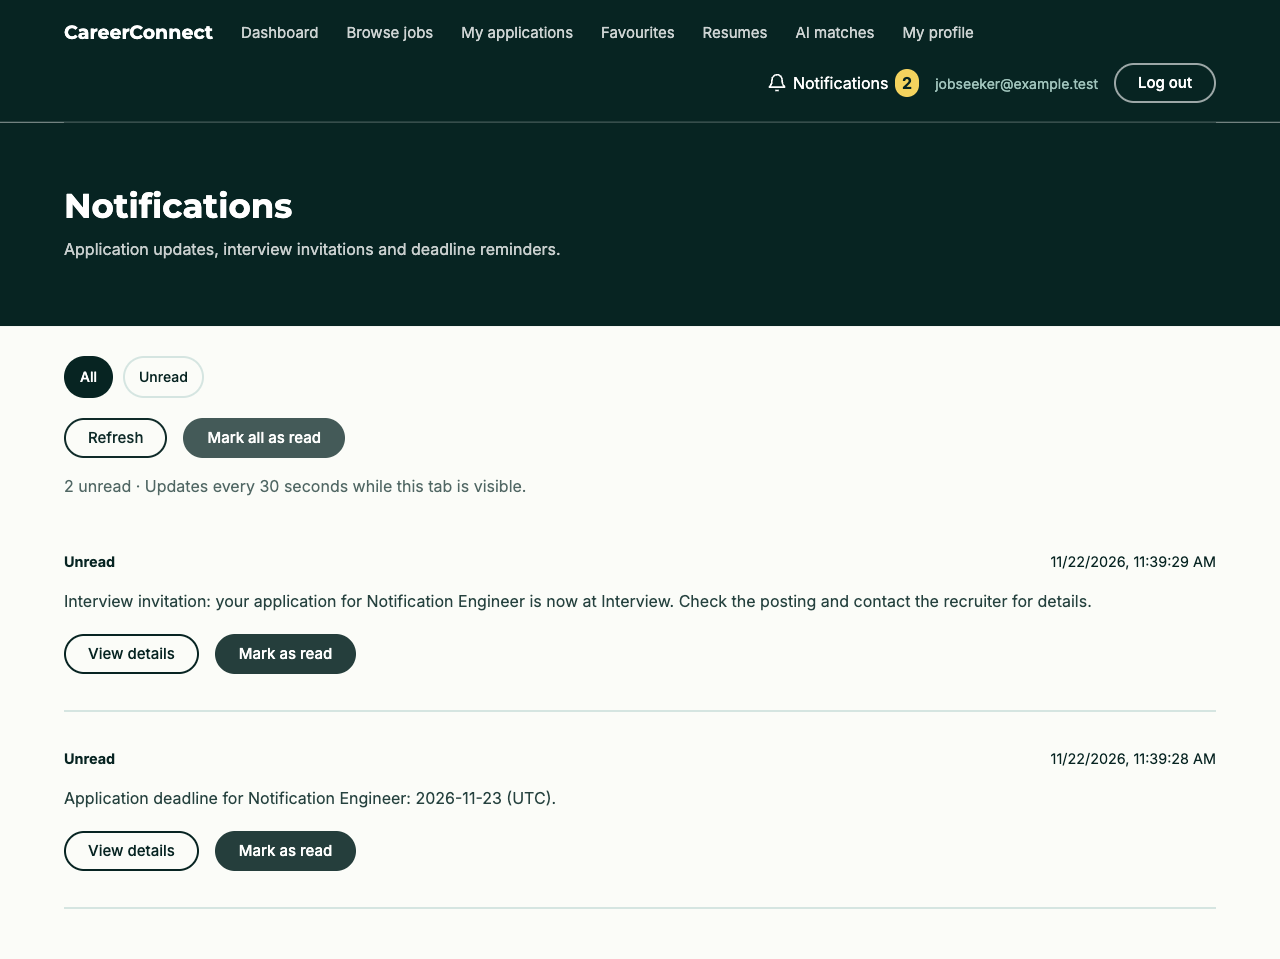 CareerConnect Dashboard Browse jobs My applications Favourites Resumes AI matches My profile
Notifications 2 jobseeker@example.test Log out
Notifications
Application updates, interview invitations and deadline reminders.
All Unread
Refresh Mark all as read
2 unread · Updates every 30 seconds while this tab is visible.
Unread 11/22/2026, 11:39:29 AM
Interview invitation: your application for Notification Engineer is now at Interview. Check the posting and contact the recruiter for details.
View details Mark as read
Unread 11/22/2026, 11:39:28 AM
Application deadline for Notification Engineer: 2026-11-23 (UTC).
View details Mark as read